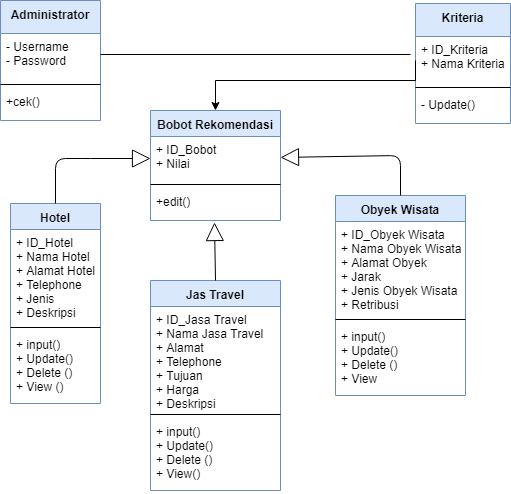 Administrator
- Username
- Password
+cek()
Kriteria
+ ID_Kriteria
+ Nama Kriteria
- Update()
Bobot Rekomendasi
+ ID_Bobot
+ Nilai
+edit()
Hotel
+ ID_Hotel
+ Nama Hotel
+ Alamat Hotel
+ Telephone
+ Jenis
+ Deskripsi
+ input()
+ Update()
+ Delete ()
+ View ()
Jas Travel
+ ID_Jasa Travel
+ Nama Jasa Travel
+ Alamat
+ Telephone
+ Tujuan
+ Harga
+ Deskripsi
+ input()
+ Update()
+ Delete ()
+ View()
Obyek Wisata
+ ID_Obyek Wisata
+ Nama Obyek Wisata
+ Alamat Obyek
+ Jarak
+ Jenis Obyek Wisata
+ Retribusi
+ input()
+ Update()
+ Delete ()
+ View